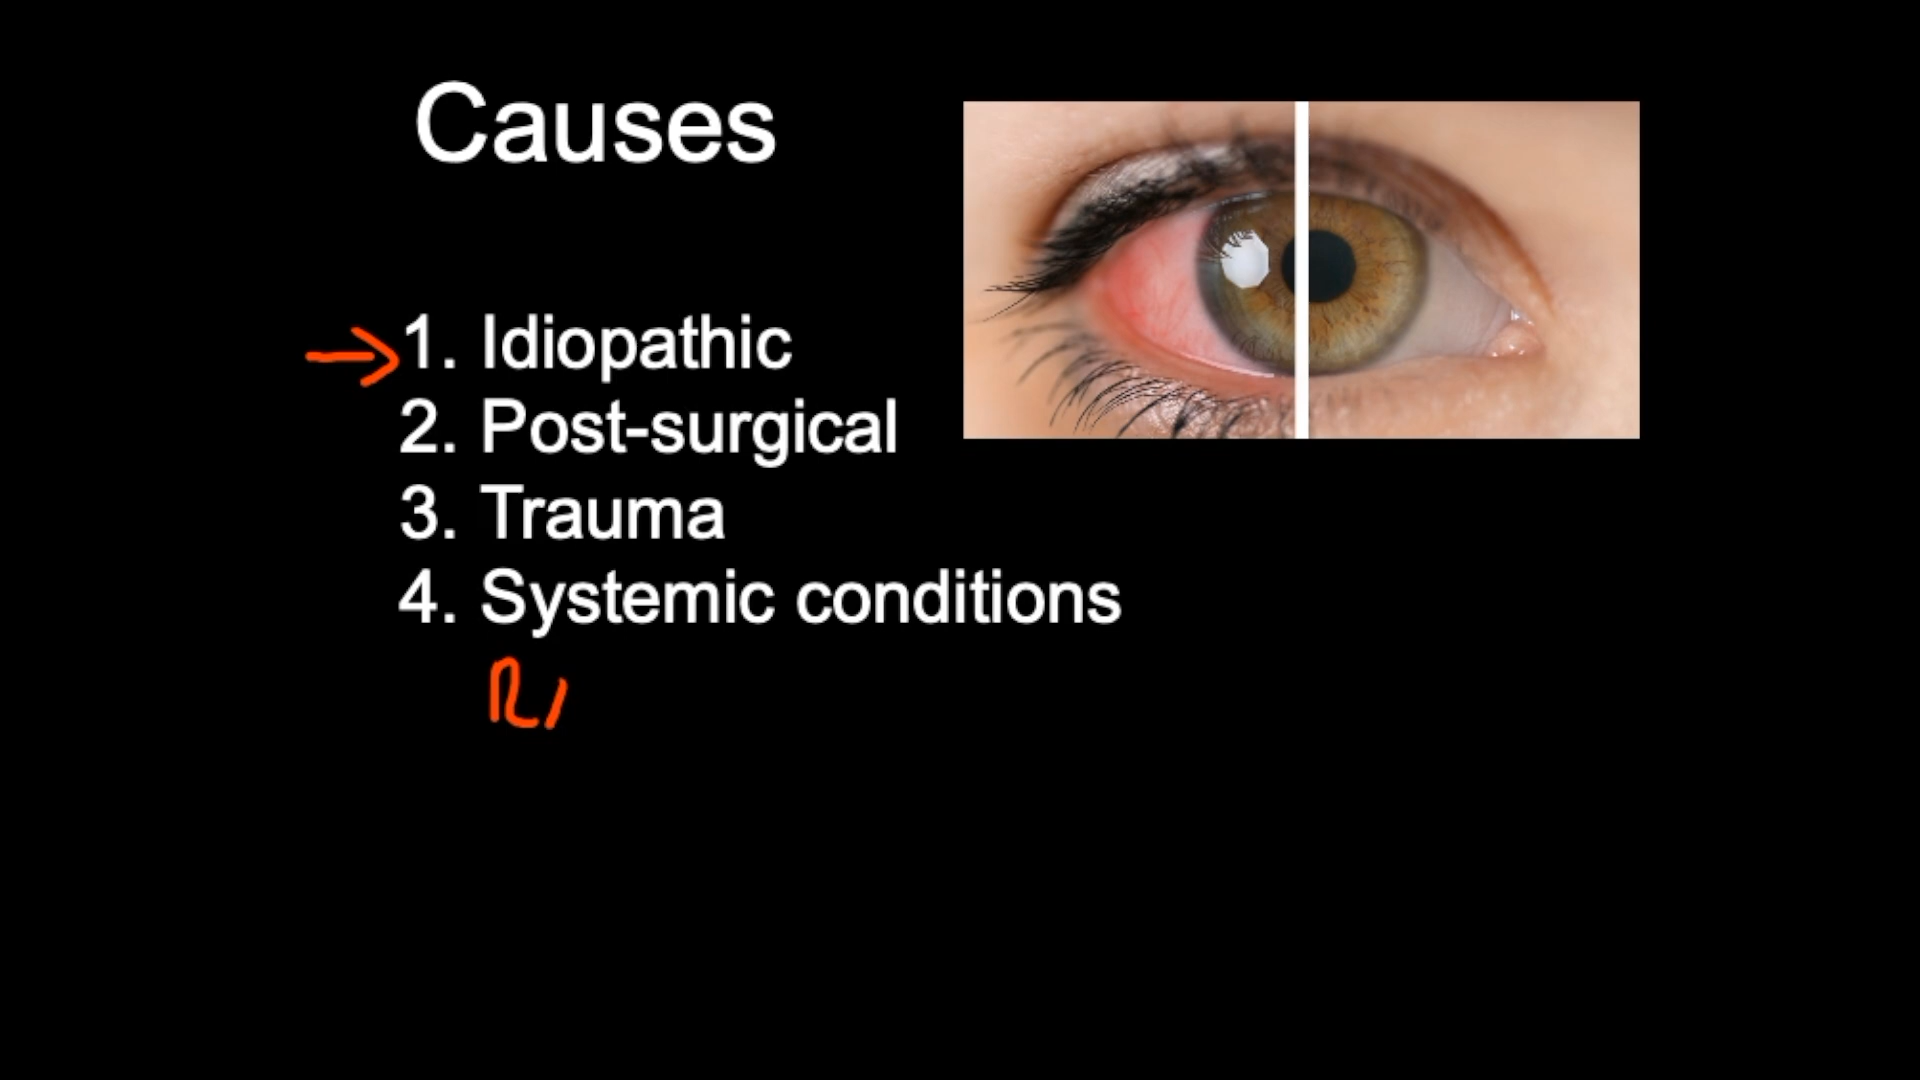 Causes
1. Idiopathic
2. Post-surgical
3. Trauma
4. Systemic conditions